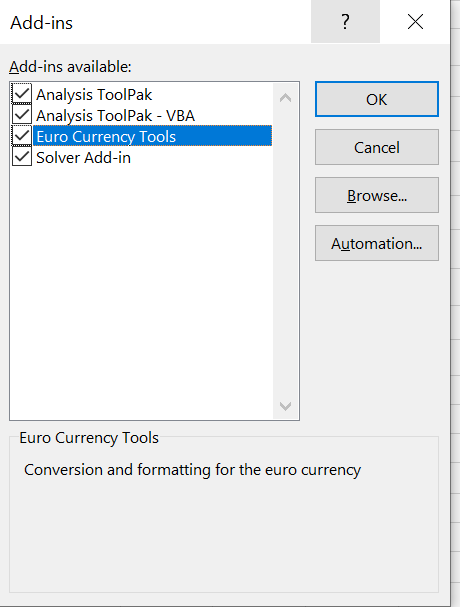 Add-ins
?
Add-ins available:
Analysis ToolPak
Analysis ToolPak - VBA
Euro Currency Tools
Solver Add-in
OK
Cancel
Browse...
Automation...
Euro Currency Tools
Conversion and formatting for the euro currency